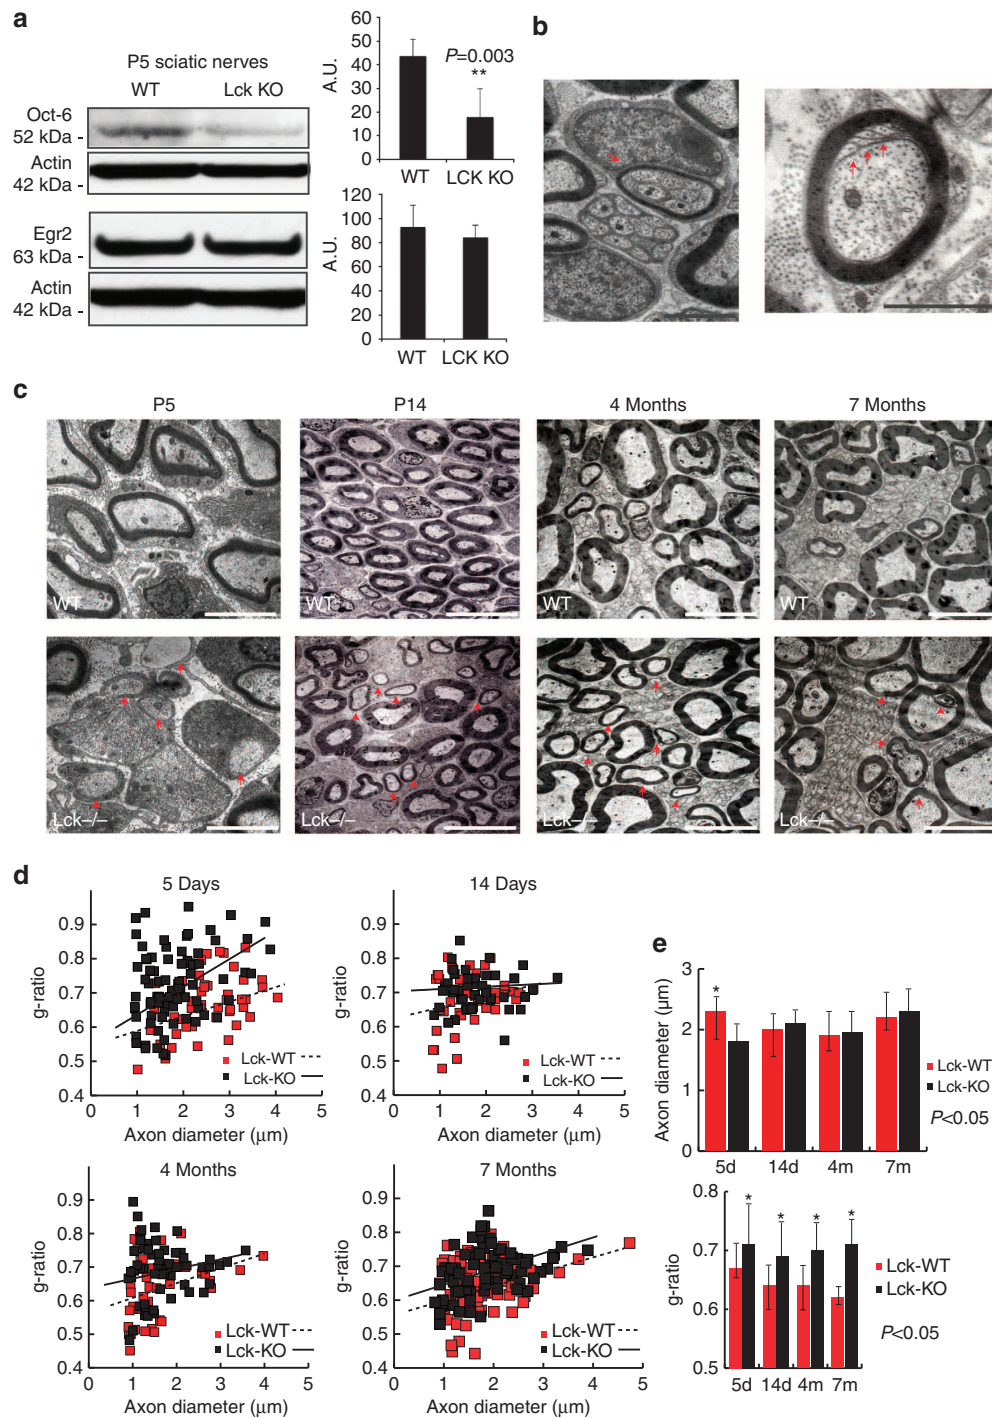 a
P5 sciatic nerves
WT Lck KO
Oct-6
52 kDa -
Actin
42 kDa -
Egr2
63 kDa -
Actin
42 kDa -
60
50
40
30
20
10
0
A.U.
P=0.003
**
WT LCK KO
120
100
80
60
40
20
0
A.U.
WT LCK KO
b
c
P5 P14 4 Months 7 Months
WT WT WT WT
Lck–/– Lck–/– Lck–/– Lck–/–
d
5 Days
g-ratio
0.9
0.8
0.7
0.6
0.5
0.4
0 1 2 3 4 5
Axon diameter (μm)
Lck-WT
Lck-KO
14 Days
g-ratio
0.9
0.8
0.7
0.6
0.5
0.4
0 1 2 3 4 5
Axon diameter (μm)
Lck-WT
Lck-KO
4 Months
g-ratio
0.9
0.8
0.7
0.6
0.5
0.4
0 1 2 3 4 5
Axon diameter (μm)
Lck-WT
Lck-KO
7 Months
g-ratio
0.9
0.8
0.7
0.6
0.5
0.4
0 1 2 3 4 5
Axon diameter (μm)
Lck-WT
Lck-KO
e
Axon diameter (μm)
3
2
1
0
*
5d 14d 4m 7m
Lck-WT
Lck-KO
P<0.05
g-ratio
0.8
0.7
0.6
0.5
* * * *
5d 14d 4m 7m
Lck-WT
Lck-KO
P<0.05